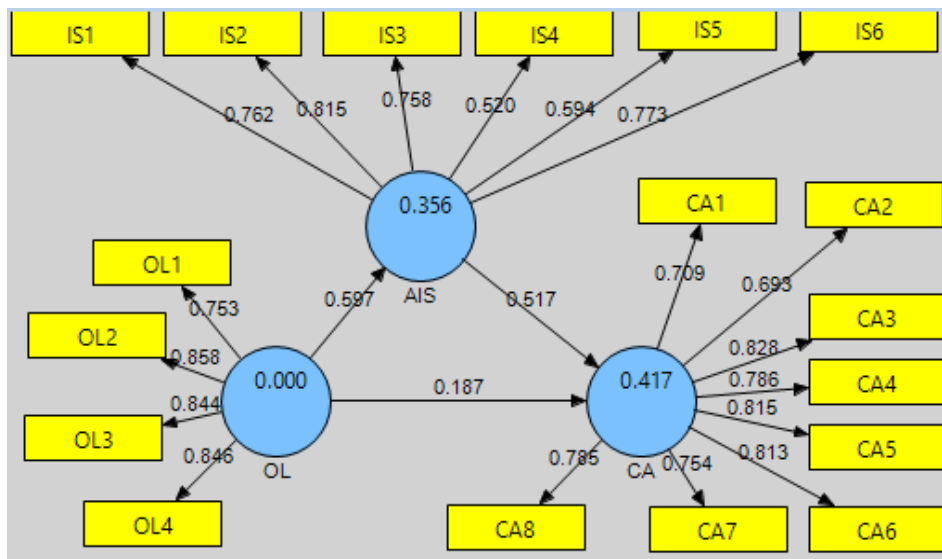 IS1
IS2
IS3
IS4
IS5
IS6
0.762
0.815
0.758
0.520
0.594
0.773
0.356
AIS
CA1
CA2
0.709
0.693
OL1
0.753
0.597
0.517
OL2
0.858
CA3
0.828
0.000
0.187
0.417
0.786
CA4
OL3
0.844
0.815
CA5
0.846
OL
0.785
CA
0.754
0.813
OL4
CA8
CA7
CA6